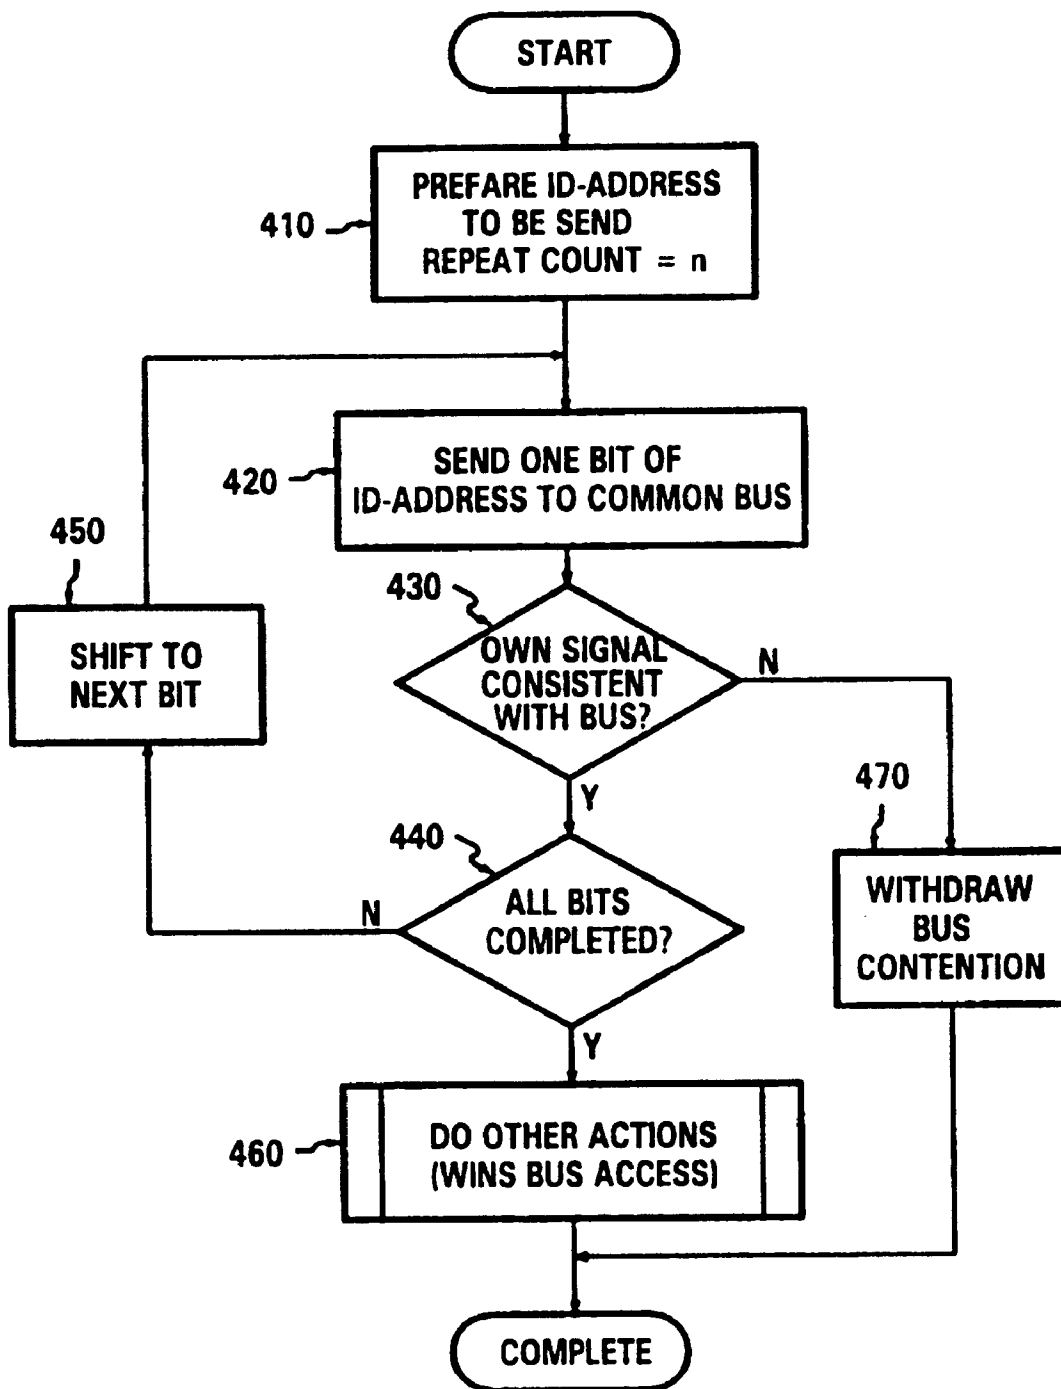 START
410
PREFARE ID-ADDRESS
TO BE SEND
REPEAT COUNT = n
420
SEND ONE BIT OF
ID-ADDRESS TO COMMON BUS
450
SHIFT TO
NEXT BIT
430
OWN SIGNAL
CONSISTENT
WITH BUS?
N
Y
440
ALL BITS
COMPLETED?
N
Y
470
WITHDRAW
BUS
CONTENTION
460
DO OTHER ACTIONS
(WINS BUS ACCESS)
COMPLETE